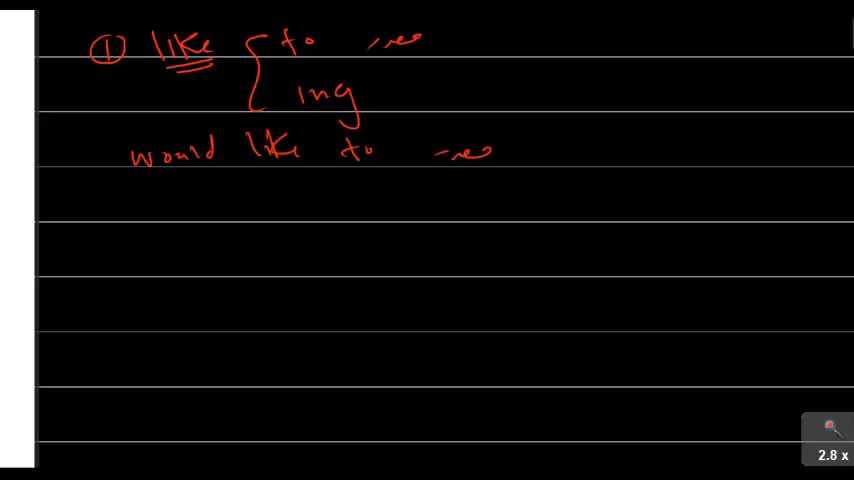 ① like { to
ing
would like to
2.8 x